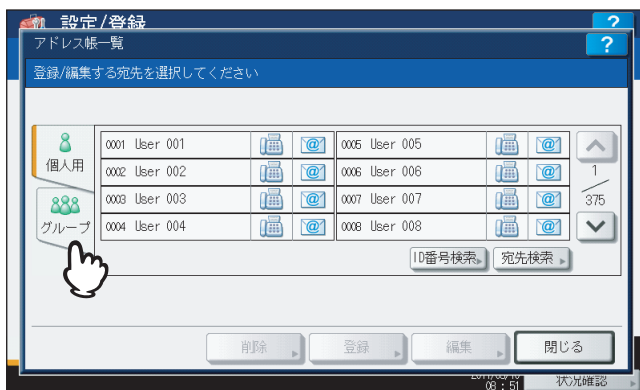 設定/登録
?
アドレス帳一覧
?
登録/編集する宛先を選択してください
個人用
グループ
0001 User 001
0005 User 005
0002 User 002
0006 User 006
0003 User 003
0007 User 007
0004 User 004
0008 User 008
1
375
ID番号検索
宛先検索
削除
登録
編集
閉じる
08 : 51
状況確認